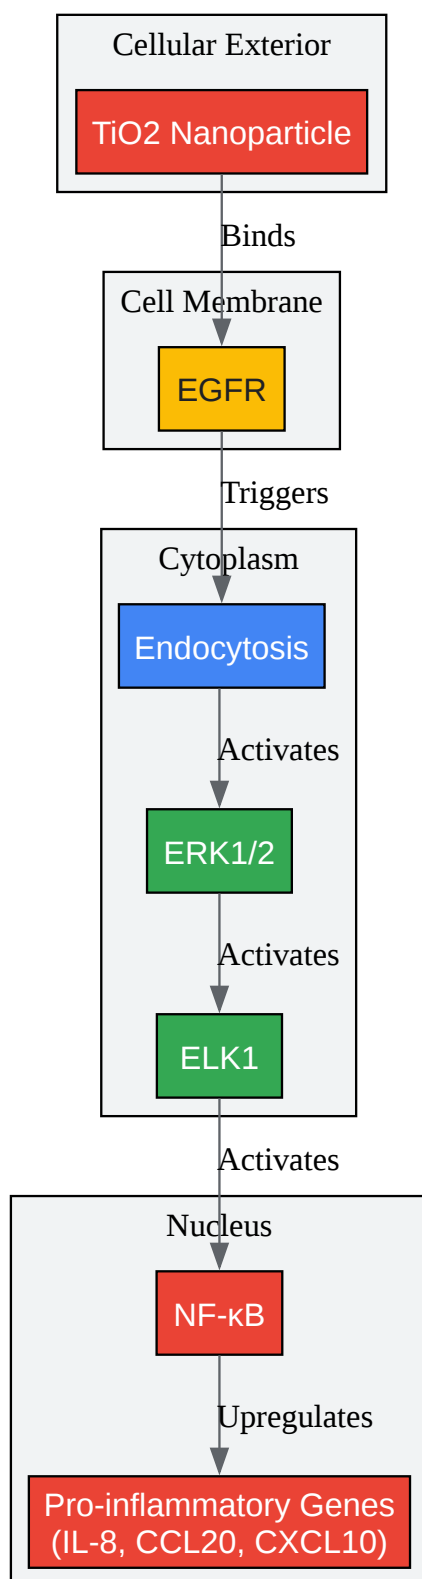 Cellular Exterior
TiO2 Nanoparticle
Binds
Cell Membrane
EGFR
Triggers
Cytoplasm
Endocytosis
Activates
ERK1/2
Activates
ELK1
Activates
Nucleus
NF-κB
Upregulates
Pro-inflammatory Genes
(IL-8, CCL20, CXCL10)